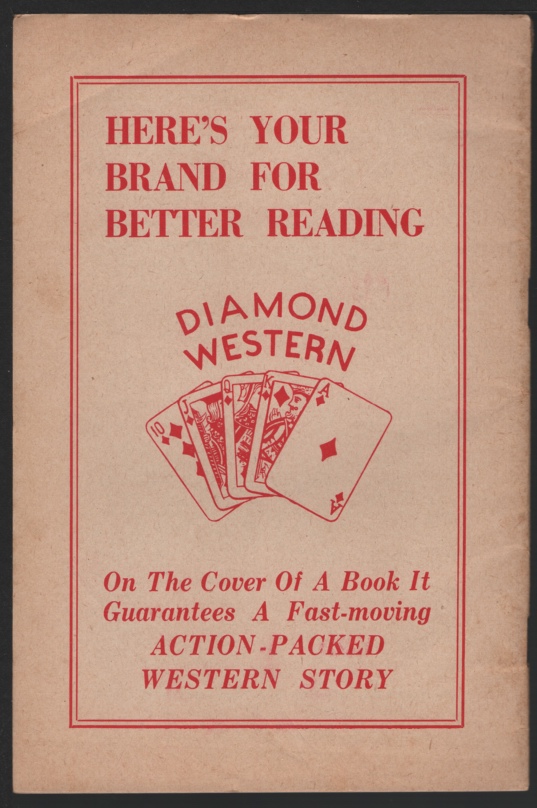 HERE'S YOUR
BRAND FOR
BETTER READING
DIAMOND
WESTERN
10
J
Q
K
A
A
On The Cover Of A Book It
Guarantees A Fast-moving
ACTION-PACKED
WESTERN STORY